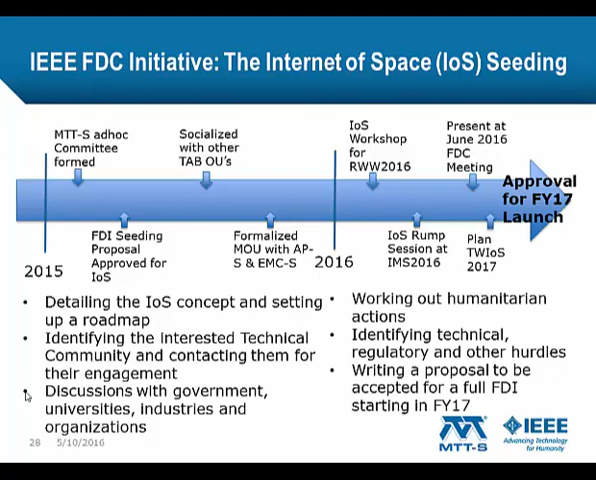 IEEE FDC Initiative: The Internet of Space (IoS) Seeding
MTT-S adhoc
Committee
formed
Socialized
with other
TAB OU's
IoS
Workshop
for
RWW2016
Present at
June 2016
FDC
Meeting
Approval
for FY17
Launch
2015
FDI Seeding
Proposal
Approved for
IoS
Formalized
MOU with AP-
S & EMC-S
2016
IoS Rump
Session at
IMS2016
Plan
TWIoS
2017
• Detailing the IoS concept and setting
up a roadmap
• Identifying the Interested Technical
Community and contacting them for
their engagement
• Discussions with government,
universities, industries and
organizations
• Working out humanitarian
actions
• Identifying technical,
regulatory and other hurdles
• Writing a proposal to be
accepted for a full FDI
starting in FY17
28 5/10/2016
MTT-S
IEEE
Advancing Technology
for Humanity